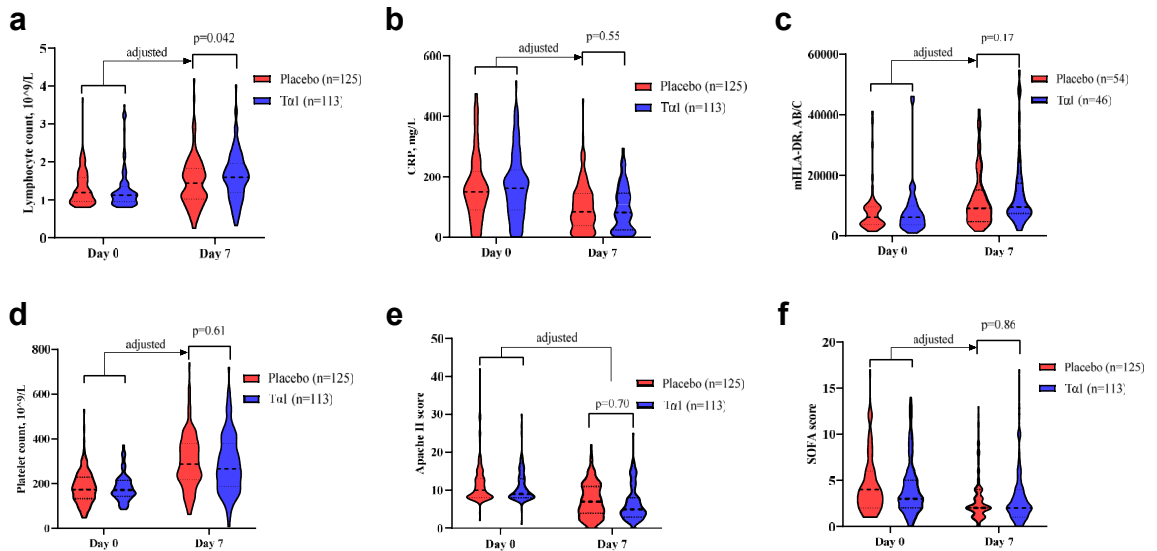 a
p=0.042
adjusted
5
4
3
2
1
0
Lymphocyte count, 10^9/L
Placebo (n=125)
Tα1 (n=113)
Day 0
Day 7
b
p=0.55
adjusted
600
400
200
0
CRP, mg/L
Placebo (n=125)
Tα1 (n=113)
Day 0
Day 7
c
p=0.17
adjusted
60000
40000
20000
0
mHLA-DR, AB/C
Placebo (n=54)
Tα1 (n=46)
Day 0
Day 7
d
p=0.61
adjusted
800
600
400
200
0
Platelet count, 10^9/L
Placebo (n=125)
Tα1 (n=113)
Day 0
Day 7
e
adjusted
p=0.70
50
40
30
20
10
0
Apache II score
Placebo (n=125)
Tα1 (n=113)
Day 0
Day 7
f
p=0.86
adjusted
20
15
10
5
0
SOFA score
Placebo (n=125)
Tα1 (n=113)
Day 0
Day 7